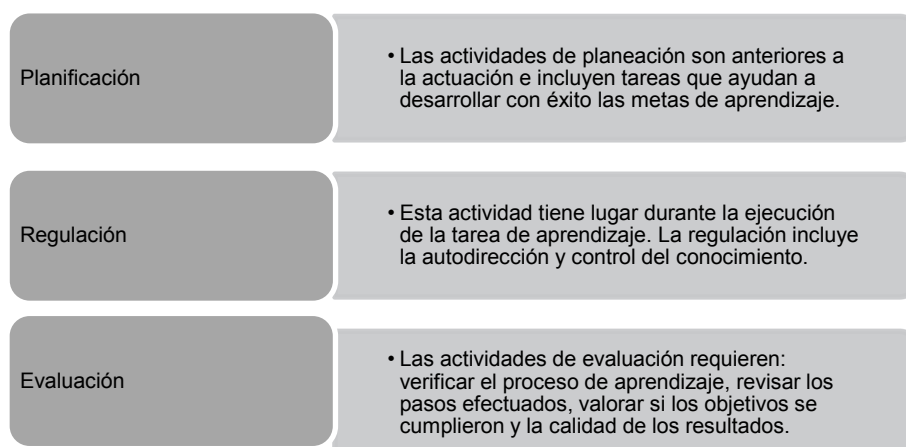 Planificación
• Las actividades de planeación son anteriores a
la actuación e incluyen tareas que ayudan a
desarrollar con éxito las metas de aprendizaje.
Regulación
• Esta actividad tiene lugar durante la ejecución
de la tarea de aprendizaje. La regulación incluye
la autodirección y control del conocimiento.
Evaluación
• Las actividades de evaluación requieren:
verificar el proceso de aprendizaje, revisar los
pasos efectuados, valorar si los objetivos se
cumplieron y la calidad de los resultados.